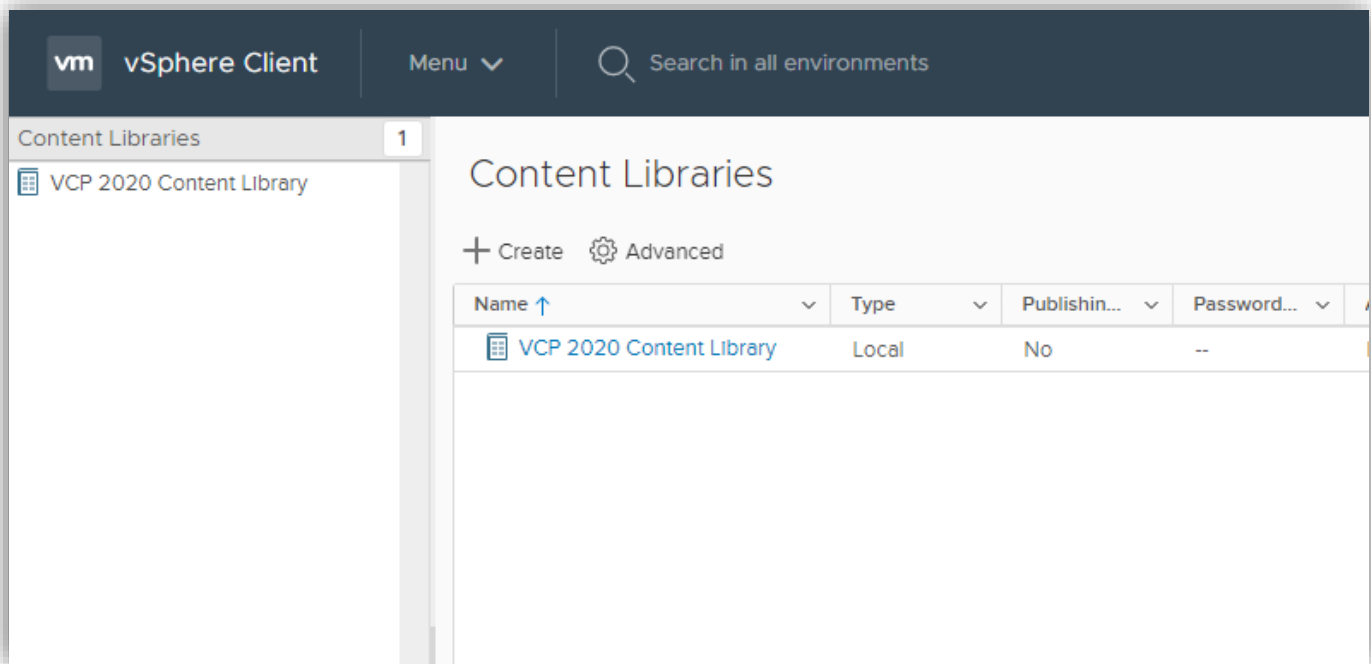 vm vSphere Client Menu Search in all environments
Content Libraries 1
VCP 2020 Content Library
Content Libraries
Create Advanced
Name Type Publishin... Password...
VCP 2020 Content Library Local No --